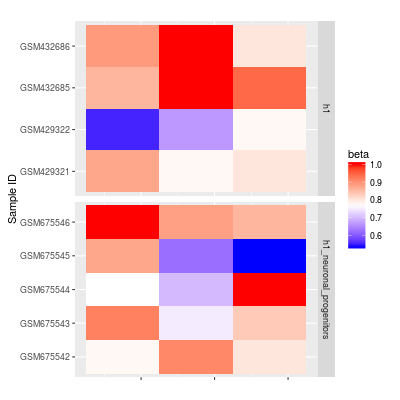 GSM432686
GSM432685
GSM429322
GSM429321
h1
GSM675546
GSM675545
GSM675544
GSM675543
GSM675542
h1_neuronal_progenitors
Sample ID
beta
1.0
0.9
0.8
0.7
0.6